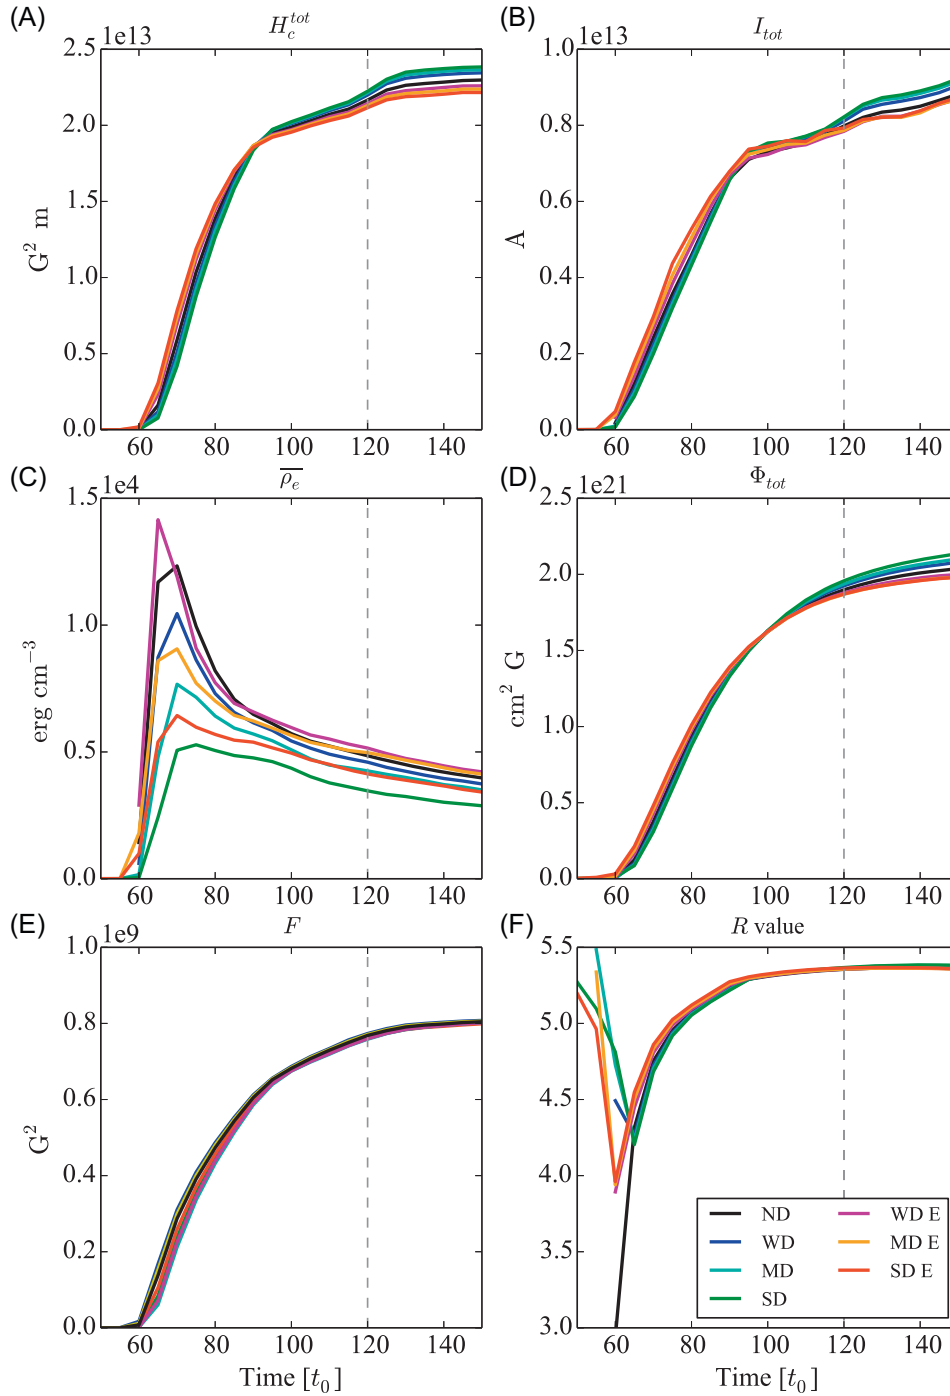 (A) H_c^{tot}
1e13
2.5
2.0
1.5
1.0
0.5
0.0
G² m
60 80 100 120 140
(B) I_{tot}
1e13
1.0
0.8
0.6
0.4
0.2
0.0
A
60 80 100 120 140
(C) \overline{ρ_e}
1e4
1.5
1.0
0.5
0.0
erg cm⁻³
60 80 100 120 140
(D) Φ_{tot}
1e21
2.5
2.0
1.5
1.0
0.5
0.0
cm² G
60 80 100 120 140
(E) F
1e9
1.0
0.8
0.6
0.4
0.2
0.0
G²
60 80 100 120 140
Time [t₀]
(F) R value
5.5
5.0
4.5
4.0
3.5
3.0
ND
WD
MD
SD
WD E
MD E
SD E
60 80 100 120 140
Time [t₀]